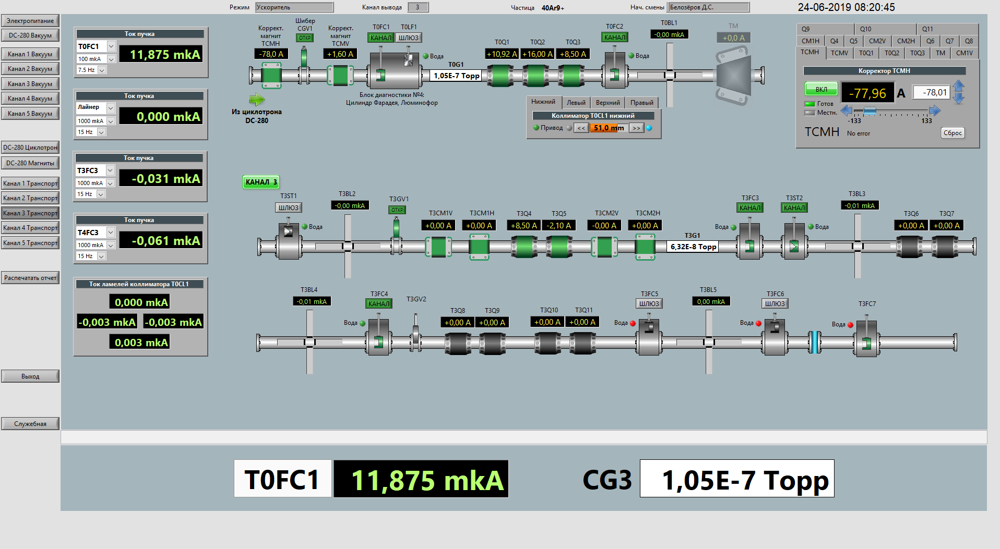 Режим Ускоритель Канал вывода 3 Частица 40Ar9+ Нач. смены Белозёров Д.С. 24-06-2019 08:20:45
Электропитание
DC-280 Вакуум
Канал 1 Вакуум
Канал 2 Вакуум
Канал 3 Вакуум
Канал 4 Вакуум
Канал 5 Вакуум
DC-280 Циклотрон
DC-280 Магниты
Канал 1 Транспорт
Канал 2 Транспорт
Канал 3 Транспорт
Канал 4 Транспорт
Канал 5 Транспорт
Распечатать отчет
Выход
Служебная
Ток пучка
T0FC1
100 mkA
7.5 Hz
11,875 mkA
Ток пучка
Лайнер
1000 mkA
15 Hz
0,000 mkA
Ток пучка
T3FC3
1000 mkA
15 Hz
-0,031 mkA
Ток пучка
T4FC3
1000 mkA
15 Hz
-0,061 mkA
Ток ламелей коллиматора T0CL1
0,000 mkA
-0,003 mkA -0,003 mkA
0,003 mkA
Коррект.
магнит
TCMH
-78,0 A
Шибер
CGV1
ОТКР
Коррект.
магнит
TCMV
+1,60 A
T0FC1
КАНАЛ
T0LF1
ШЛЮЗ
Вода
T0G1
1,05E-7 Торр
Блок диагностики №4:
Цилиндр Фарадея, Люминофор
T0Q1 T0Q2 T0Q3
+10,92 A +16,00 A +8,50 A
T0FC2
КАНАЛ
Вода
T0BL1
-0,00 mkA
TM
+0,0 A
Из циклотрона
DC-280
Нижний Левый Верхний Правый
Коллиматор T0CL1 нижний
Привод << 51,0 mm >>
Q9 Q10 Q11
CM1H Q4 Q5 CM2V CM2H Q6 Q7 Q8
TCMH TCMV T0Q1 T0Q2 T0Q3 TM CM1V
Корректор TCMH
ВКЛ -77,96 A -78,01
Готов
Местн.
-133 133
TCMH No error Сброс
КАНАЛ 3
T3ST1
ШЛЮЗ
Вода
T3BL2
-0,00 mkA
T3GV1
ОТКР
T3CM1V T3CM1H T3Q4 T3Q5 T3CM2V T3CM2H
+0,00 A +0,00 A +8,50 A -2,10 A -0,00 A +0,00 A
T3G1
6,32E-8 Торр
T3FC3
КАНАЛ
Вода
T3ST2
КАНАЛ
Вода
T3BL3
-0,01 mkA
T3Q6 T3Q7
+0,00 A +0,00 A
T3BL4
-0,01 mkA
T3FC4
КАНАЛ
Вода
T3GV2
T3Q8 T3Q9 T3Q10 T3Q11
+0,00 A +0,00 A +0,00 A +0,00 A
T3FC5
ШЛЮЗ
Вода
T3BL5
0,00 mkA
T3FC6
ШЛЮЗ
Вода
T3FC7
Вода
T0FC1 11,875 mkA CG3 1,05E-7 Торр